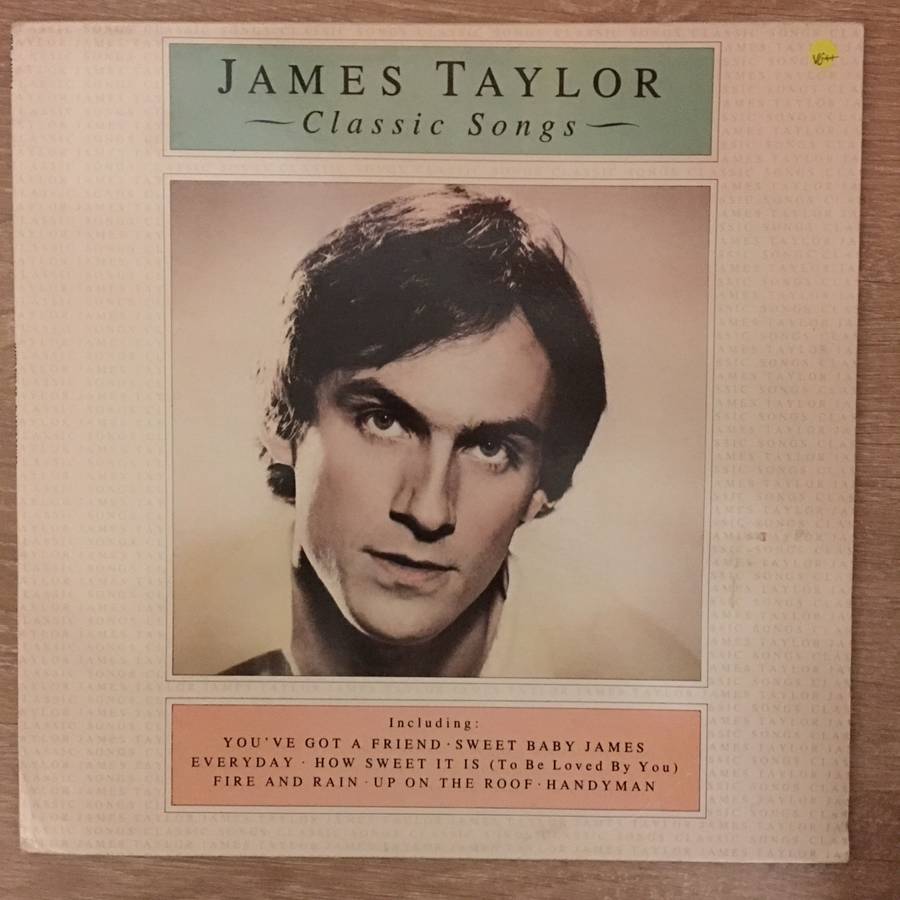 JAMES TAYLOR
Classic Songs
VG++
Including:
YOU'VE GOT A FRIEND · SWEET BABY JAMES
EVERYDAY · HOW SWEET IT IS (To Be Loved By You)
FIRE AND RAIN · UP ON THE ROOF · HANDYMAN